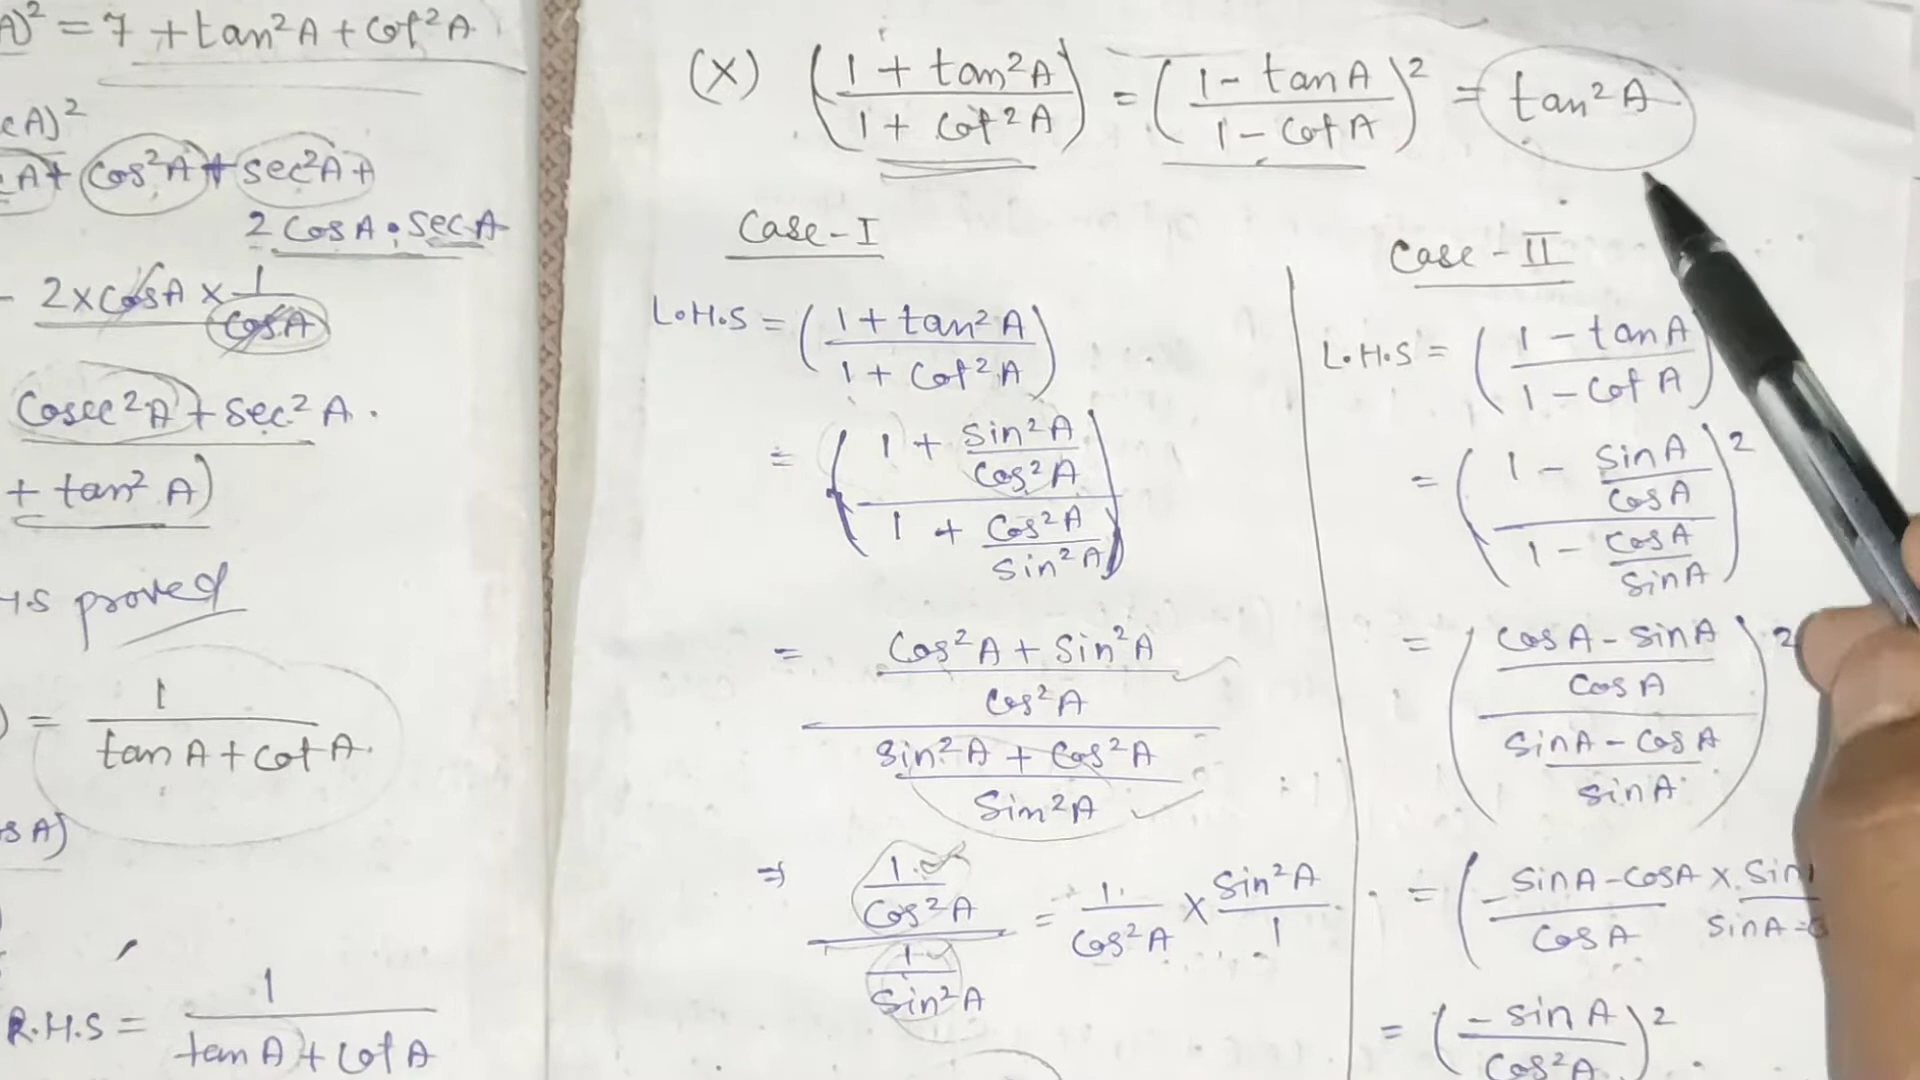 A)² = 7 + tan²A + cot²A
cA)²
A + cos²A + sec²A +
2 cosA . secA
2 × cosA × 1/cosA
cosec²A + sec²A .
+ tan²A)
H.S proved
) = 1/(tanA + cotA).
sA)
R.H.S = 1/(tanA + cotA)
(X) ((1 + tan²A)/(1 + cot²A)) = ((1 - tanA)/(1 - cotA))² = tan²A
Case - I
L.H.S = ((1 + tan²A)/(1 + cot²A))
= ((1 + sin²A/cos²A)/(1 + cos²A/sin²A))
= ((cos²A + sin²A)/cos²A)/((sin²A + cos²A)/sin²A)
⇒ (1/cos²A)/(1/sin²A) = 1/cos²A × sin²A/1
Case - II
L.H.S = ((1 - tanA)/(1 - cotA))
= ((1 - sinA/cosA)/(1 - cosA/sinA))²
= (((cosA - sinA)/cosA)/((sinA - cosA)/sinA))²
= (-(sinA - cosA)/cosA × sin/(sinA -
= (-sinA/cos²A)²